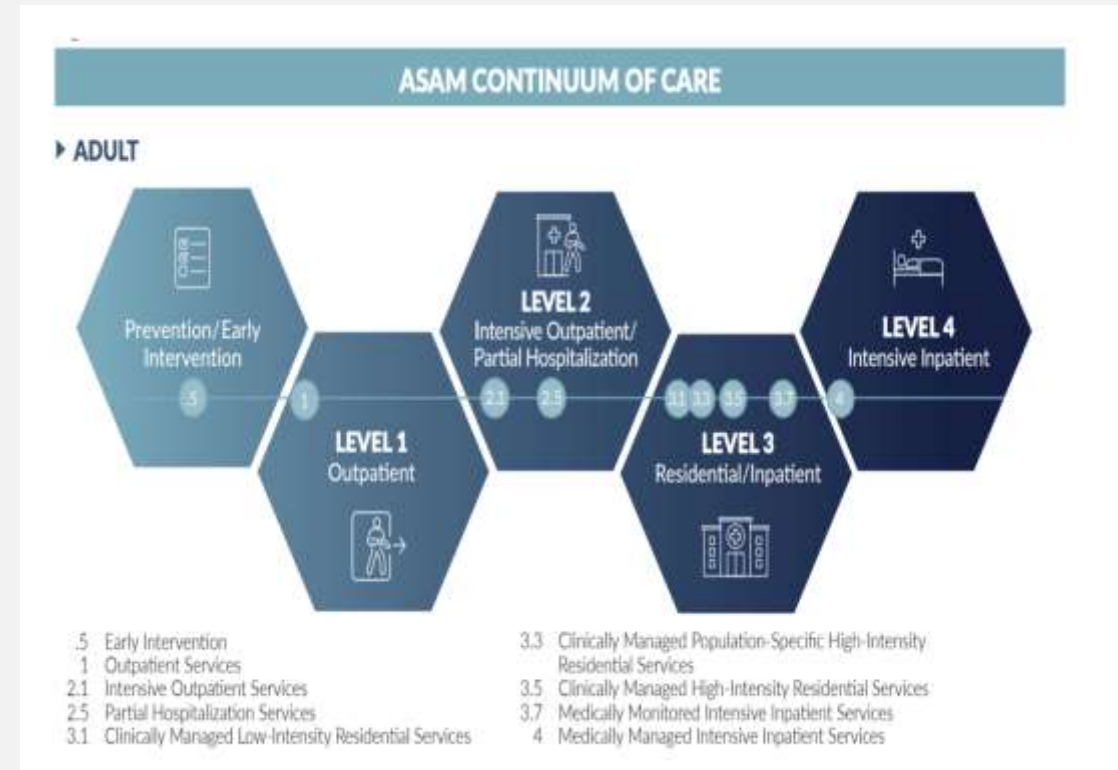 ASAM CONTINUUM OF CARE
ADULT
Prevention/Early
Intervention
.5
1
LEVEL 1
Outpatient
LEVEL 2
Intensive Outpatient/
Partial Hospitalization
2.1
2.5
3.1
3.3
3.5
3.7
LEVEL 3
Residential/Inpatient
LEVEL 4
Intensive Inpatient
4
.5 Early Intervention
1 Outpatient Services
2.1 Intensive Outpatient Services
2.5 Partial Hospitalization Services
3.1 Clinically Managed Low-Intensity Residential Services
3.3 Clinically Managed Population-Specific High-Intensity
Residential Services
3.5 Clinically Managed High-Intensity Residential Services
3.7 Medically Monitored Intensive Inpatient Services
4 Medically Managed Intensive Inpatient Services